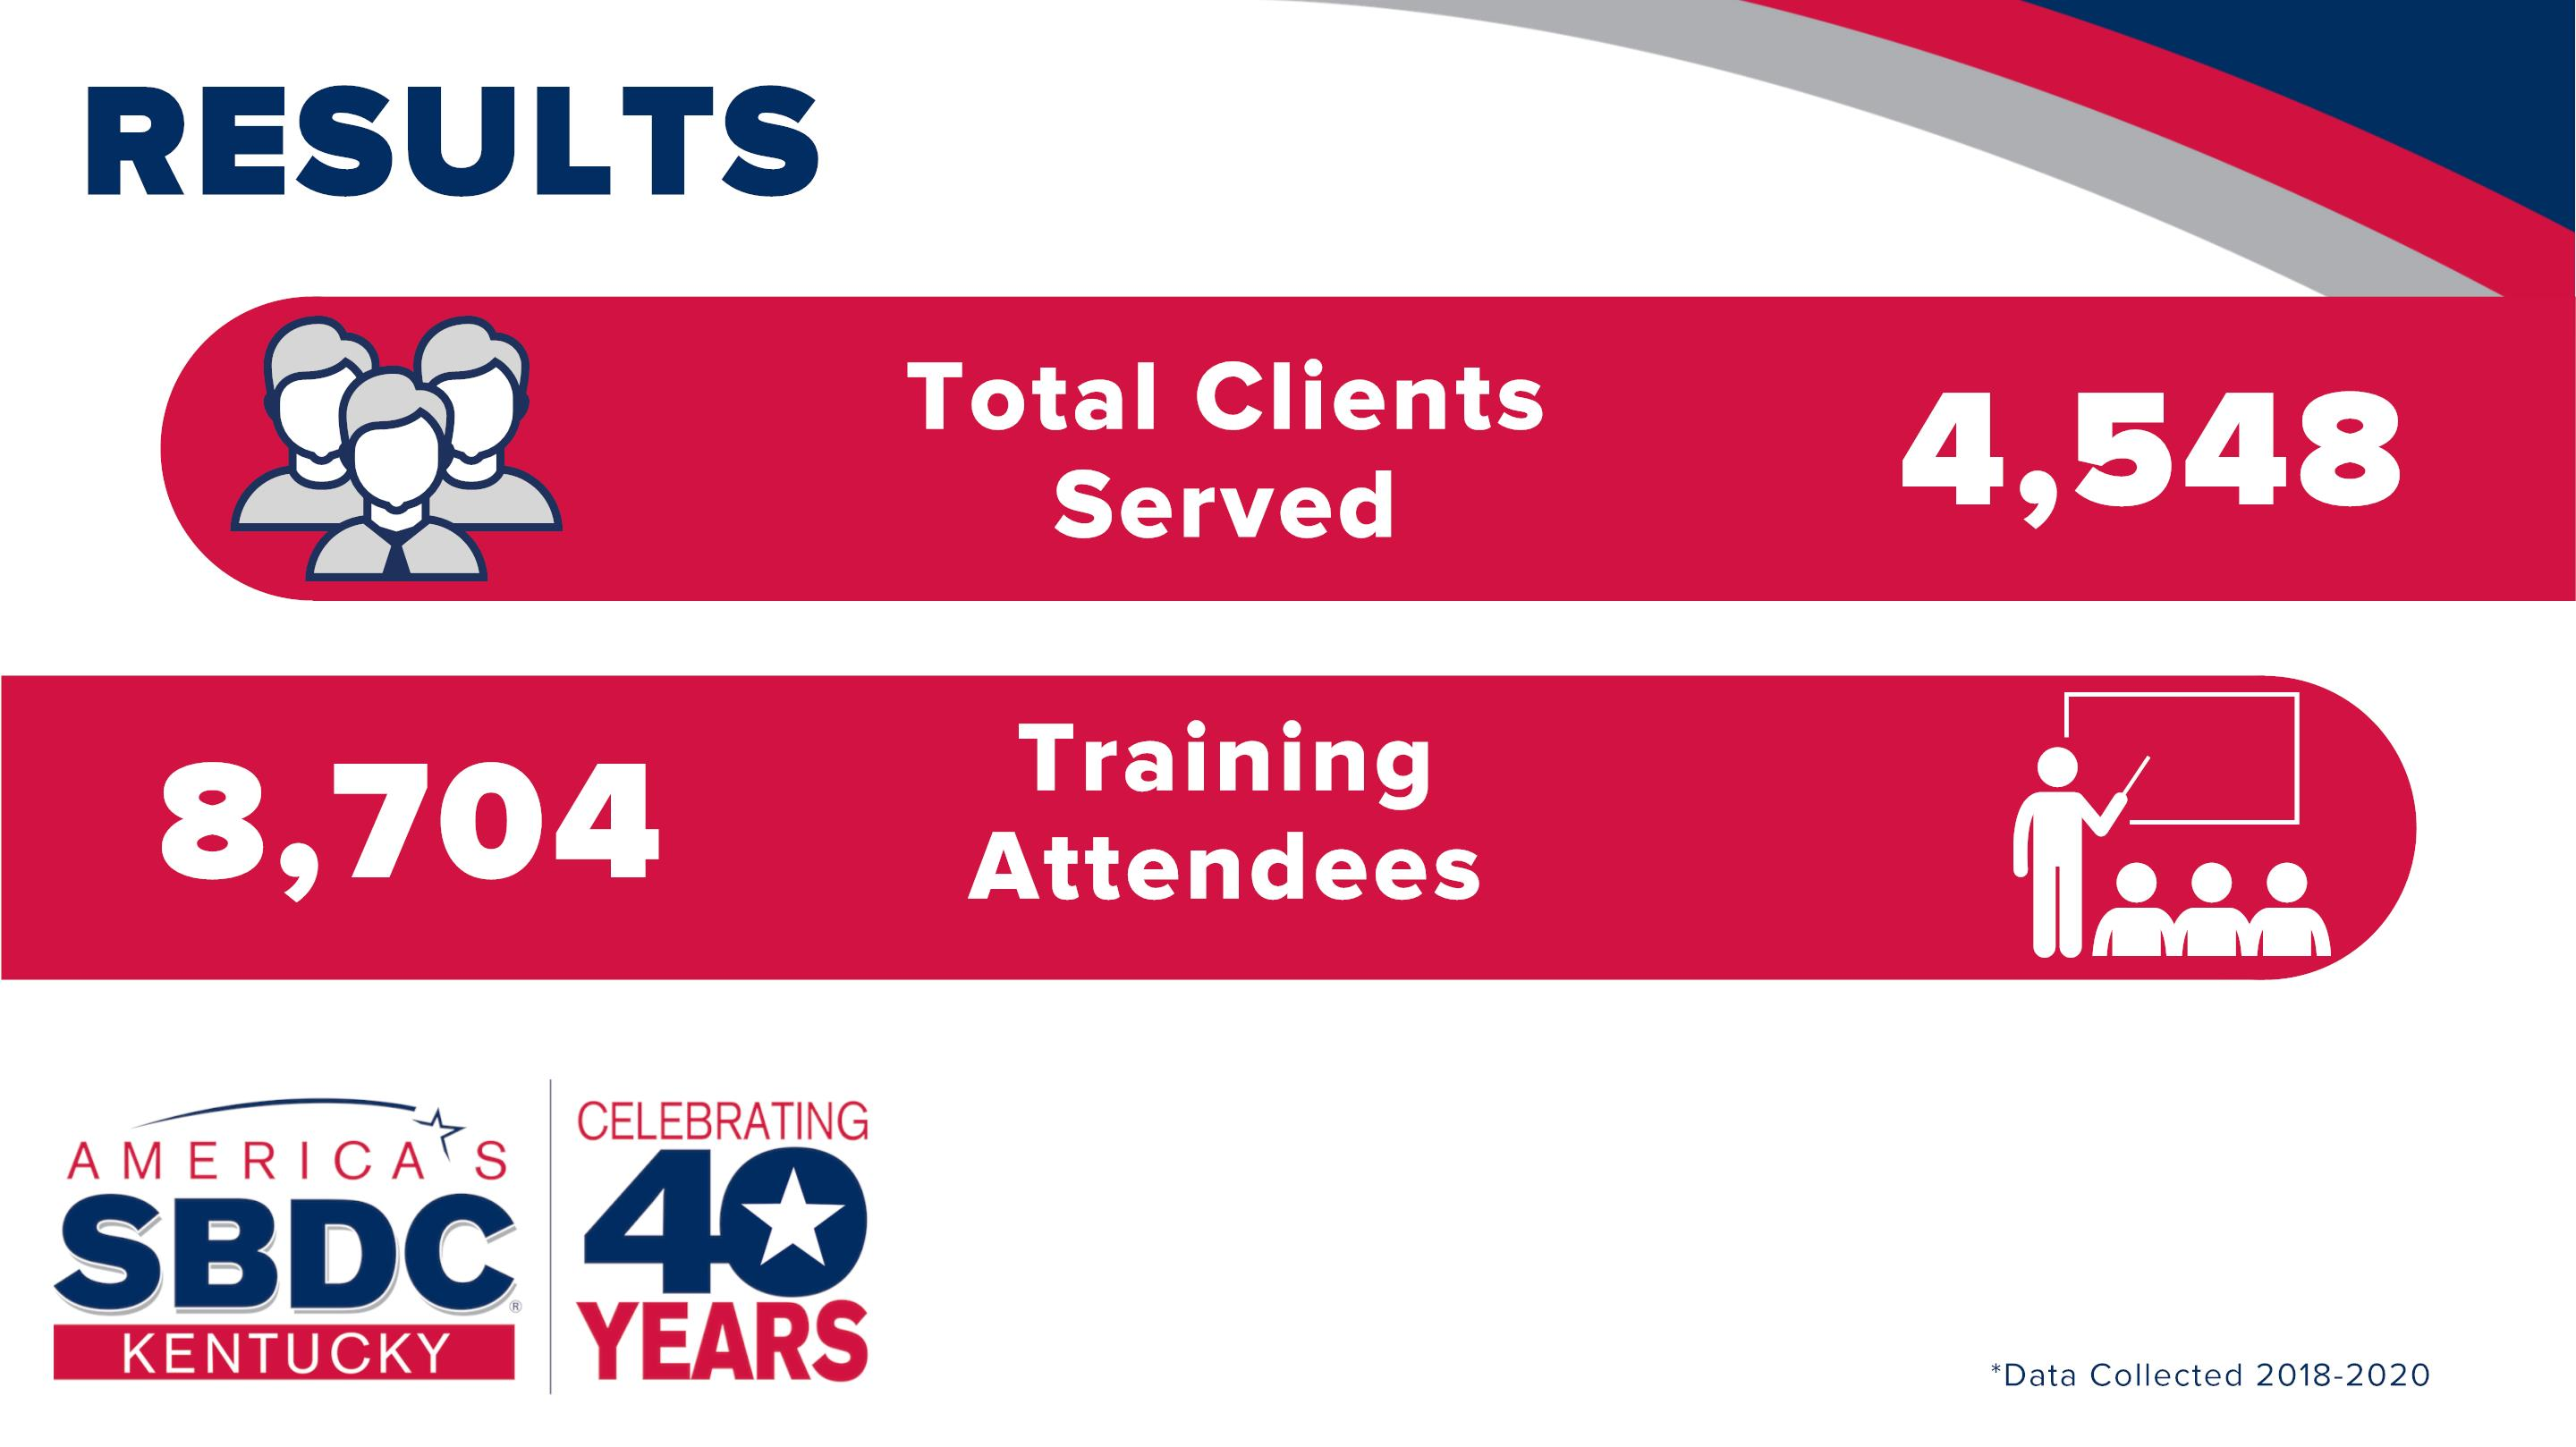 RESULTS
Total Clients
Served
4,548
8,704
Training
Attendees
AMERICA'S
SBDC®
KENTUCKY
CELEBRATING
40
YEARS
*Data Collected 2018-2020